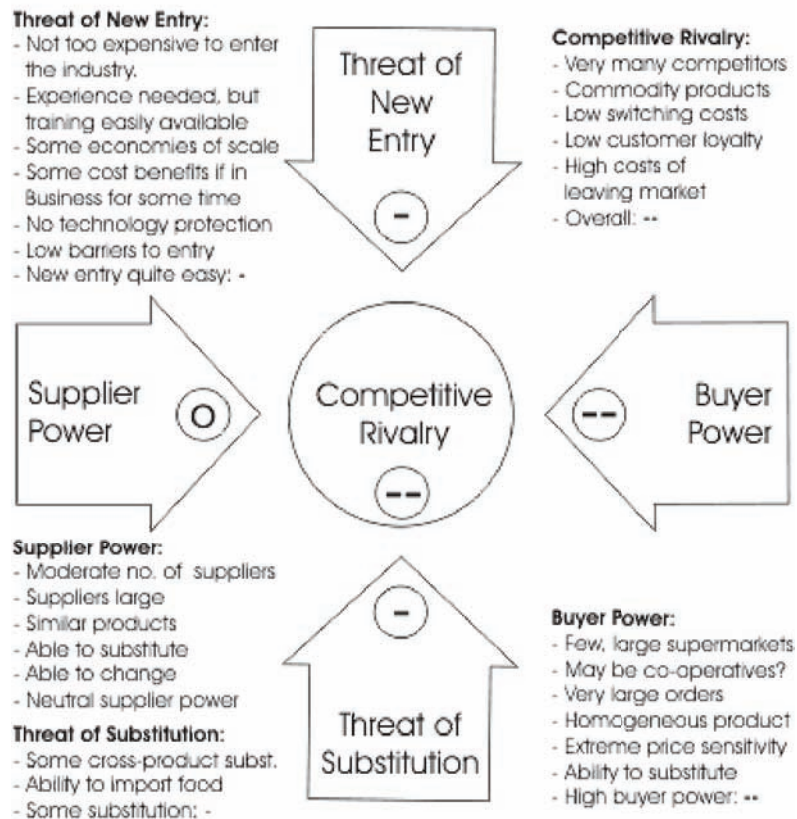 Threat of New Entry:
- Not too expensive to enter
the industry.
- Experience needed, but
training easily available
- Some economies of scale
- Some cost benefits if in
Business for some time
- No technology protection
- Low barriers to entry
- New entry quite easy: -
Threat of
New
Entry
-
Competitive Rivalry:
- Very many competitors
- Commodity products
- Low switching costs
- Low customer loyalty
- High costs of
leaving market
- Overall: --
Supplier
Power
O
Competitive
Rivalry
--
--
Buyer
Power
Supplier Power:
- Moderate no. of suppliers
- Suppliers large
- Similar products
- Able to substitute
- Able to change
- Neutral supplier power
Threat of Substitution:
- Some cross-product subst.
- Ability to import food
- Some substitution: -
-
Threat of
Substitution
Buyer Power:
- Few, large supermarkets
- May be co-operatives?
- Very large orders
- Homogeneous product
- Extreme price sensitivity
- Ability to substitute
- High buyer power: --